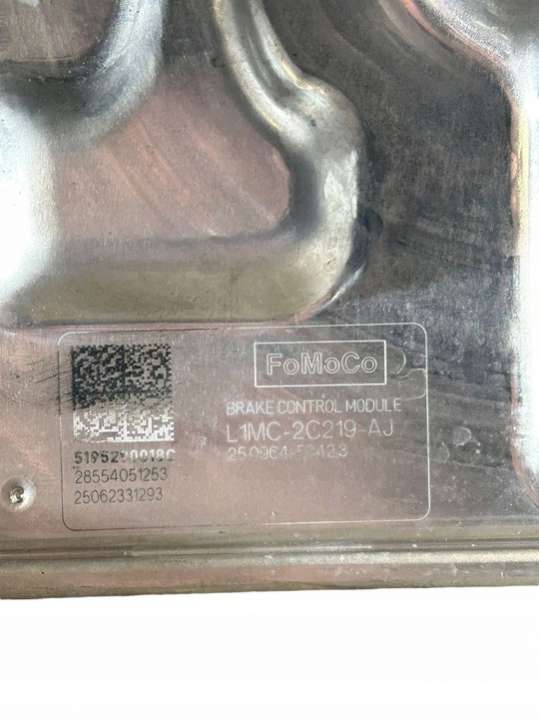 FoMoCo
BRAKE CONTROL MODULE
L1MC-2C219-AJ
28554051253
25062331293